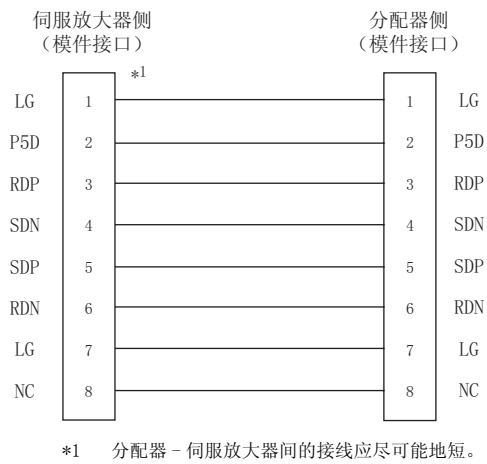 伺服放大器侧 分配器侧
（模件接口） （模件接口）
*1
LG 1 1 LG
P5D 2 2 P5D
RDP 3 3 RDP
SDN 4 4 SDN
SDP 5 5 SDP
RDN 6 6 RDN
LG 7 7 LG
NC 8 8 NC
*1 分配器－伺服放大器间的接线应尽可能地短。